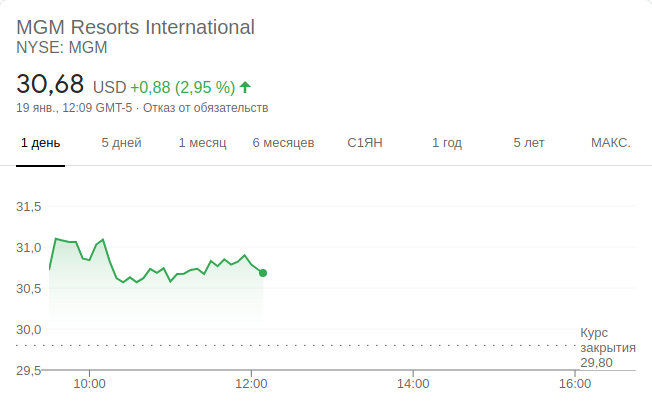 MGM Resorts International
NYSE: MGM
30,68 USD +0,88 (2,95 %)
19 янв., 12:09 GMT-5 · Отказ от обязательств
1 день 5 дней 1 месяц 6 месяцев С1ЯН 1 год 5 лет МАКС.
31,5
31,0
30,5
30,0
Курс
закрытия
29,80
29,5
10:00 12:00 14:00 16:00